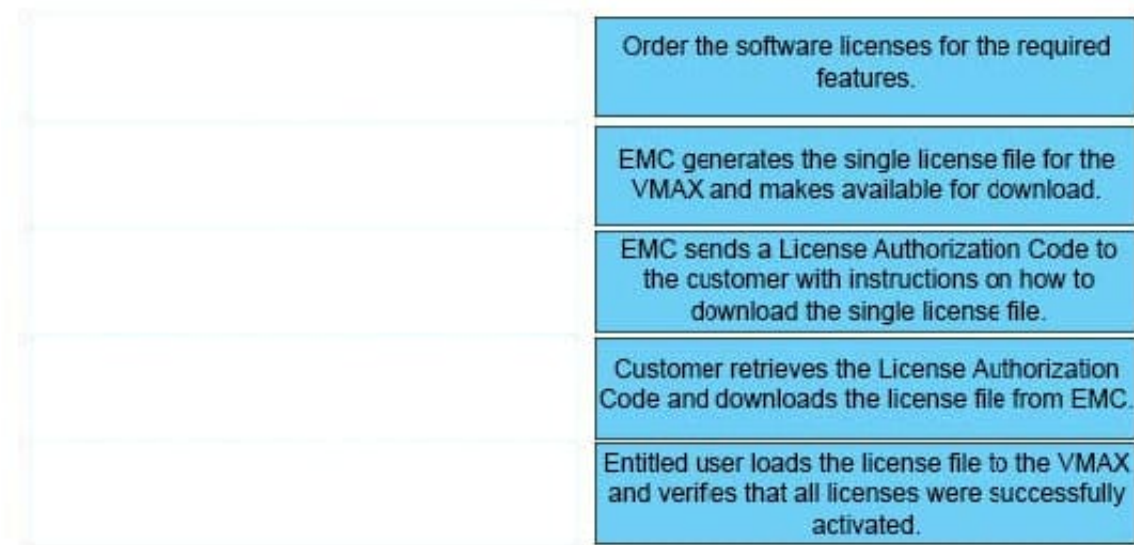 Order the software licenses for the required
features.
EMC generates the single license file for the
VMAX and makes available for download.
EMC sends a License Authorization Code to
the customer with instructions on how to
download the single license file.
Customer retrieves the License Authorization
Code and downloads the license file from EMC.
Entitled user loads the license file to the VMAX
and verifies that all licenses were successfully
activated.